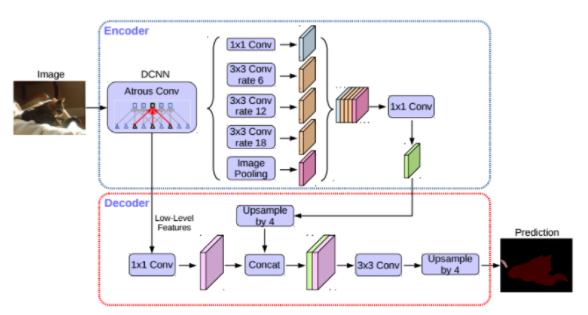 Encoder
Image
DCNN
Atrous Conv
1x1 Conv
3x3 Conv
rate 6
3x3 Conv
rate 12
3x3 Conv
rate 18
Image
Pooling
1x1 Conv
Decoder
Low-Level
Features
Upsample
by 4
1x1 Conv
Concat
3x3 Conv
Upsample
by 4
Prediction